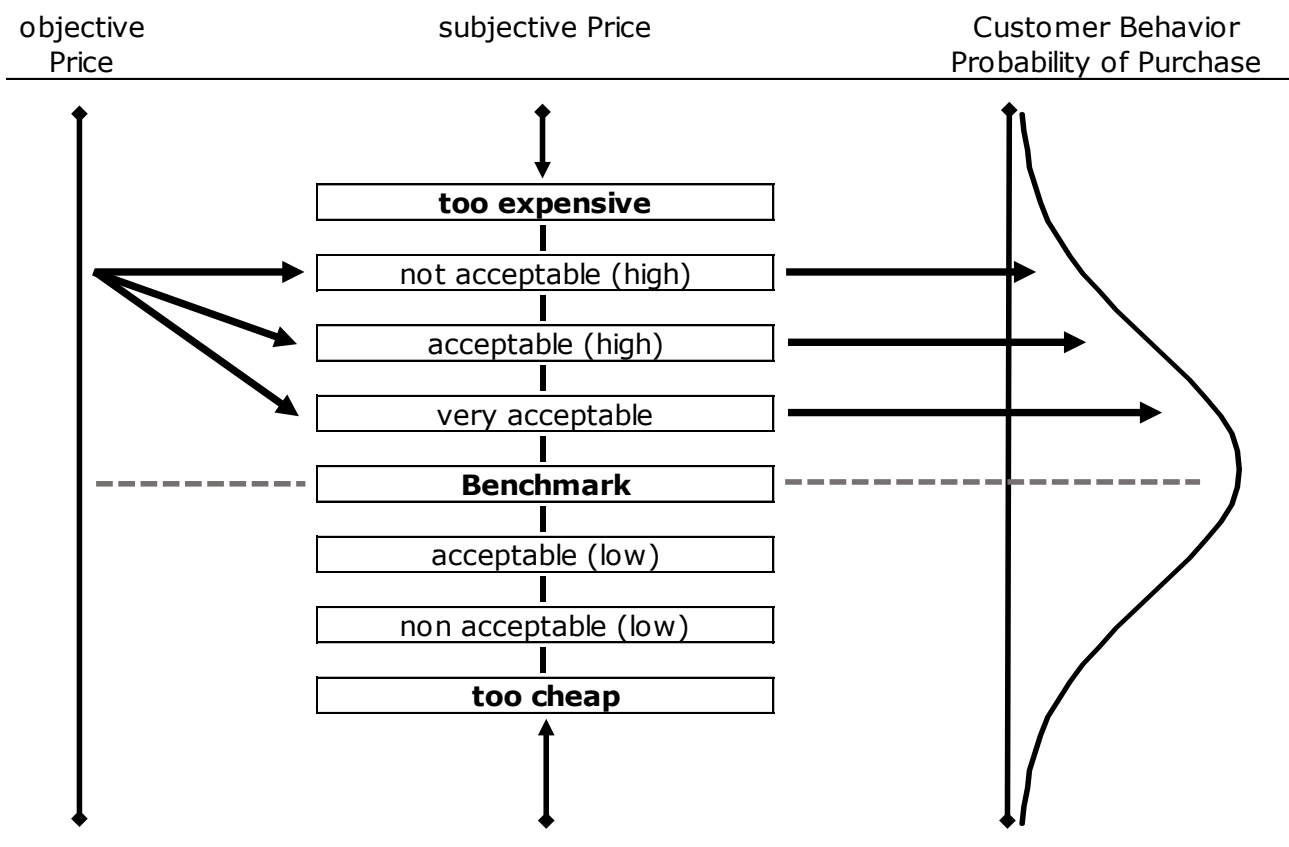 objective
Price
subjective Price
Customer Behavior
Probability of Purchase
too expensive
not acceptable (high)
acceptable (high)
very acceptable
Benchmark
acceptable (low)
non acceptable (low)
too cheap